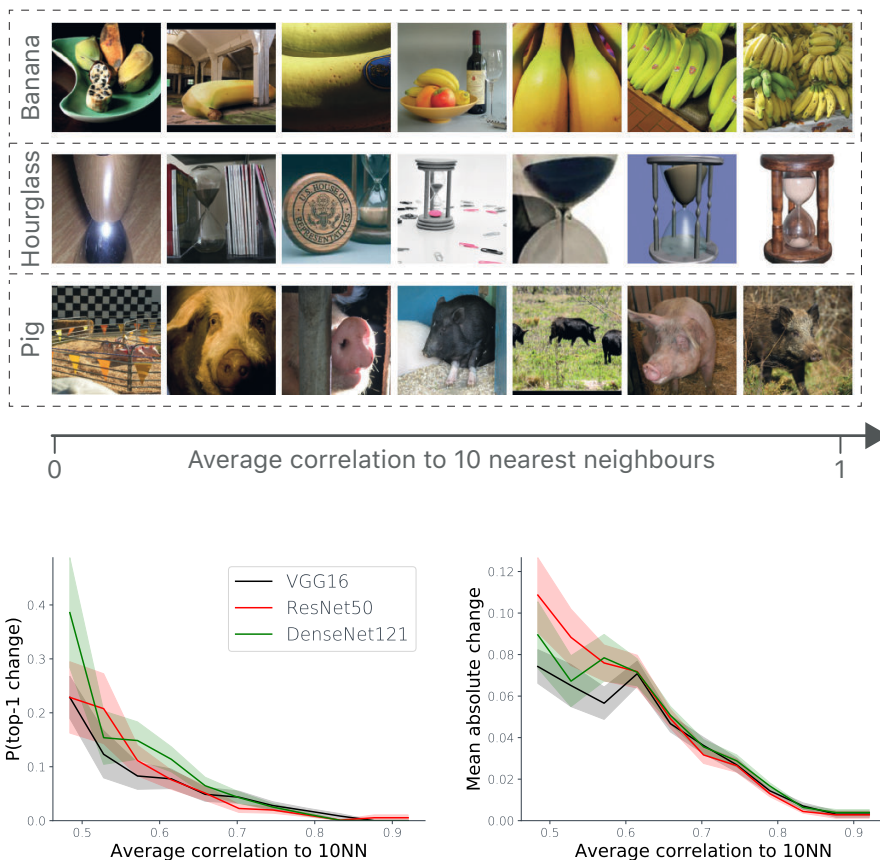 Banana
Hourglass
U.S. HOUSE OF
REPRESENTATIVES
Pig
0
Average correlation to 10 nearest neighbours
1
P(top-1 change)
0.4
0.3
0.2
0.1
0.0
0.5 0.6 0.7 0.8 0.9
Average correlation to 10NN
VGG16
ResNet50
DenseNet121
Mean absolute change
0.12
0.10
0.08
0.06
0.04
0.02
0.00
0.5 0.6 0.7 0.8 0.9
Average correlation to 10NN